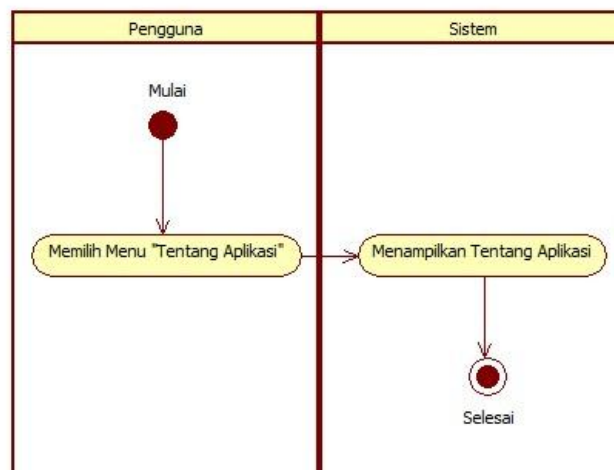 Pengguna
Sistem
Mulai
Memilih Menu "Tentang Aplikasi"
Menampilkan Tentang Aplikasi
Selesai